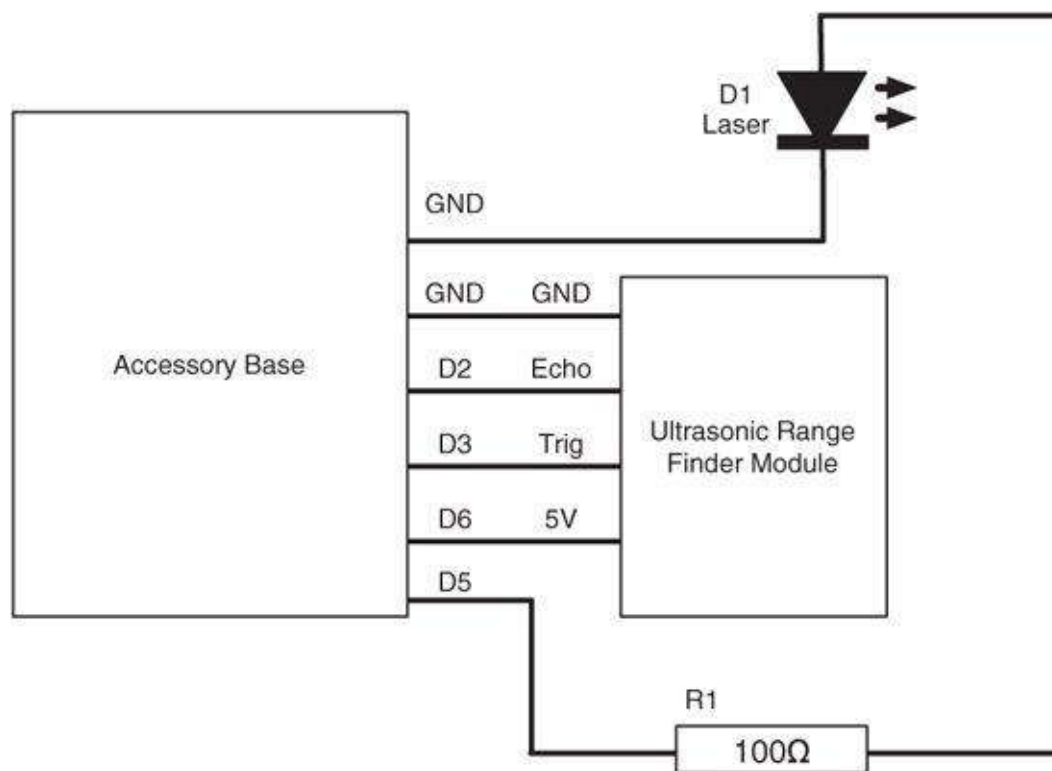 D1
Laser
GND
GND
GND
Accessory Base
D2
Echo
D3
Trig
Ultrasonic Range
Finder Module
D6
5V
D5
R1
100Ω